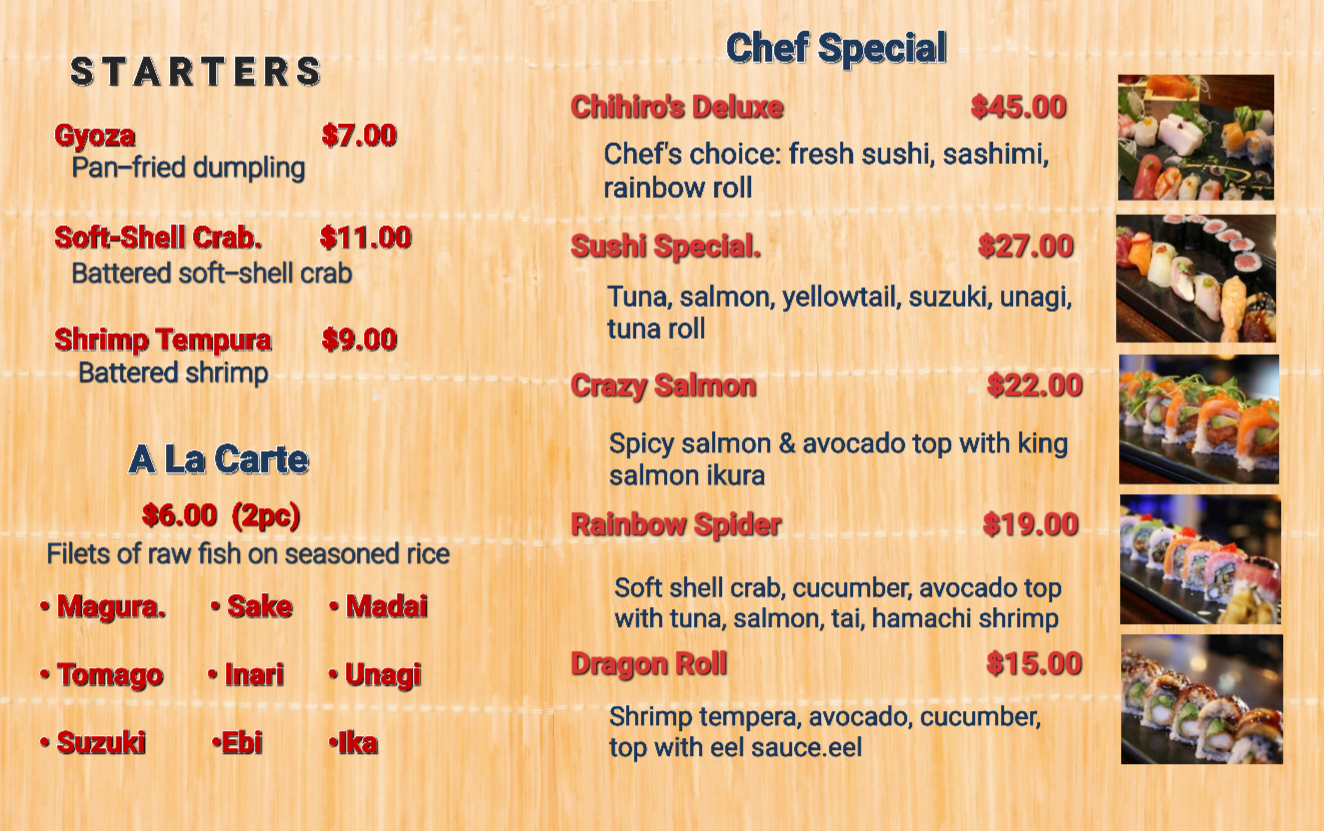 STARTERS
Gyoza $7.00
Pan-fried dumpling
Soft-Shell Crab. $11.00
Battered soft-shell crab
Shrimp Tempura $9.00
Battered shrimp
A La Carte
$6.00 (2pc)
Filets of raw fish on seasoned rice
• Magura. • Sake • Madai
• Tomago • Inari • Unagi
• Suzuki •Ebi •Ika
Chef Special
Chihiro's Deluxe $45.00
Chef's choice: fresh sushi, sashimi,
rainbow roll
Sushi Special. $27.00
Tuna, salmon, yellowtail, suzuki, unagi,
tuna roll
Crazy Salmon $22.00
Spicy salmon & avocado top with king
salmon ikura
Rainbow Spider $19.00
Soft shell crab, cucumber, avocado top
with tuna, salmon, tai, hamachi shrimp
Dragon Roll $15.00
Shrimp tempera, avocado, cucumber,
top with eel sauce.eel